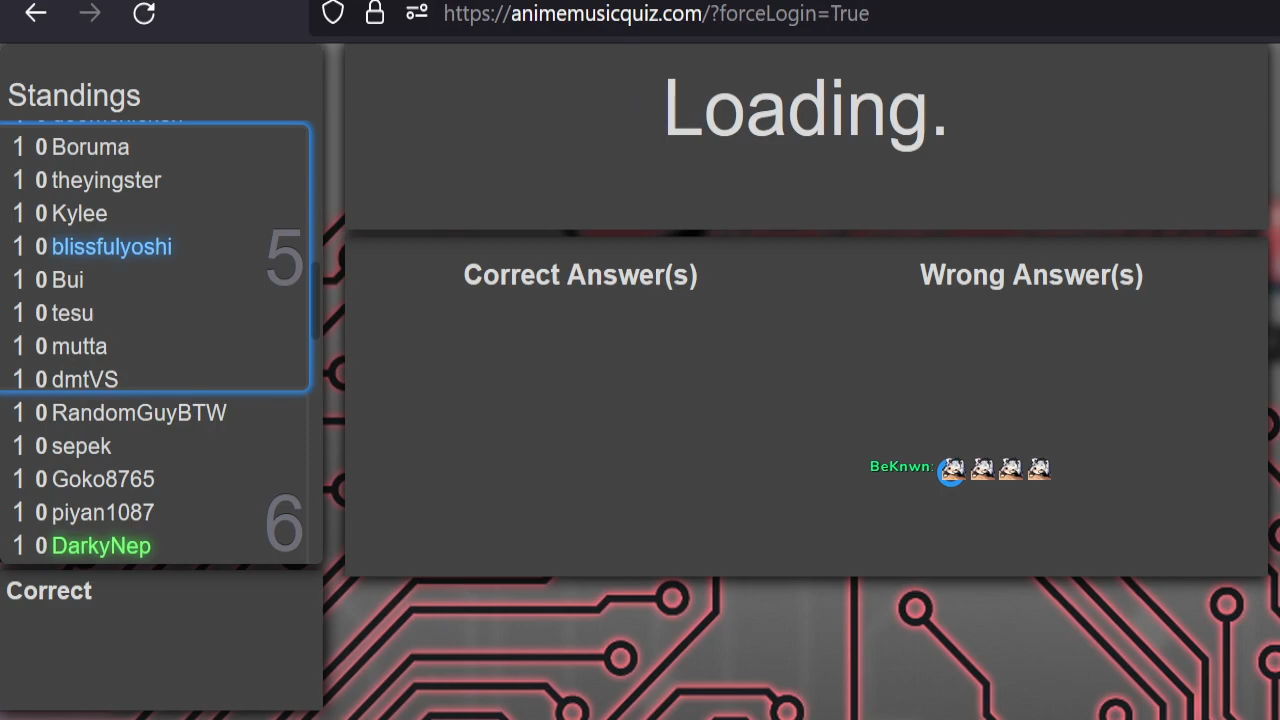 https://animemusicquiz.com/?forceLogin=True
Standings
1 0 Boruma
1 0 theyingster
1 0 Kylee
1 0 blissfulyoshi
1 0 Bui
1 0 tesu
1 0 mutta
1 0 dmtVS
5
1 0 RandomGuyBTW
1 0 sepek
1 0 Goko8765
1 0 piyan1087
1 0 DarkyNep
6
Correct
Loading.
Correct Answer(s)
Wrong Answer(s)
BeKnwn: